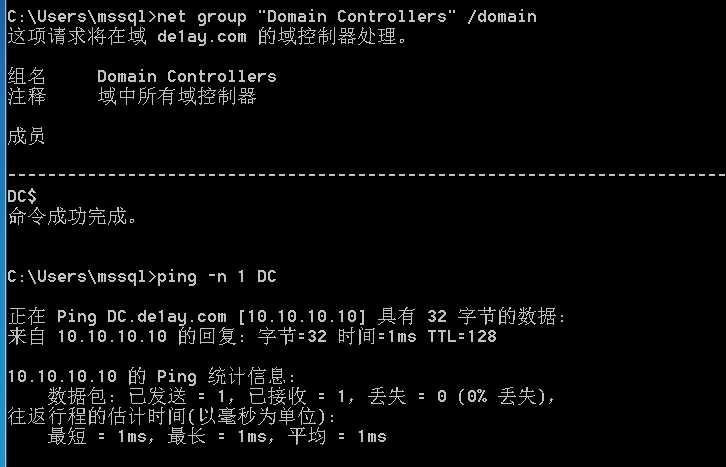 C:\Users\mssql>net group "Domain Controllers" /domain
这项请求将在域 de1ay.com 的域控制器处理。
组名     Domain Controllers
注释     域中所有域控制器
成员
-------------------------------------------------------------------------------
DC$
命令成功完成。
C:\Users\mssql>ping -n 1 DC
正在 Ping DC.de1ay.com [10.10.10.10] 具有 32 字节的数据:
来自 10.10.10.10 的回复: 字节=32 时间=1ms TTL=128
10.10.10.10 的 Ping 统计信息:
    数据包: 已发送 = 1，已接收 = 1，丢失 = 0 (0% 丢失)，
往返行程的估计时间(以毫秒为单位):
    最短 = 1ms，最长 = 1ms，平均 = 1ms